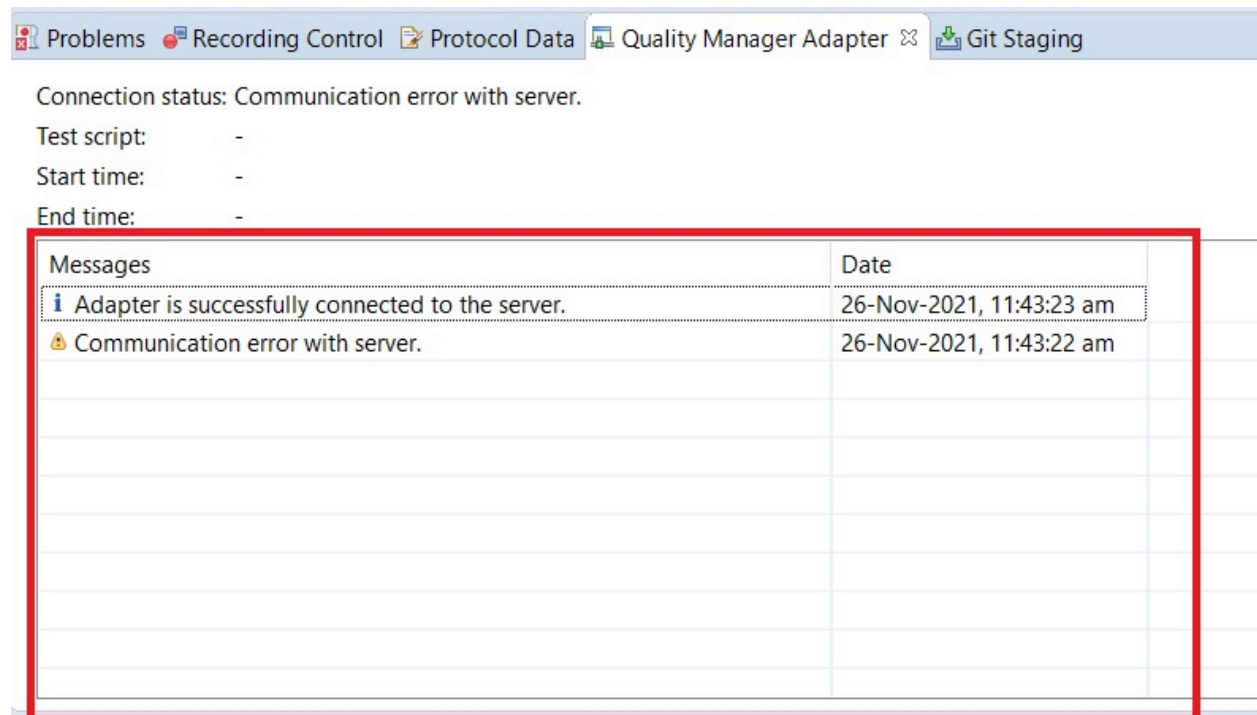 Problems Recording Control Protocol Data Quality Manager Adapter Git Staging
Connection status: Communication error with server.
Test script: -
Start time: -
End time: -
Messages Date
Adapter is successfully connected to the server. 26-Nov-2021, 11:43:23 am
Communication error with server. 26-Nov-2021, 11:43:22 am